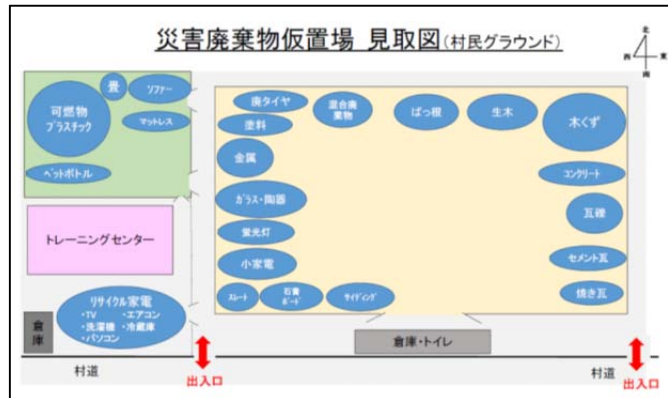 災害廃棄物仮置場 見取図(村民グラウンド)
北
西 東
南
畳
ソファー
可燃物
プラスチック
マットレス
ペットボトル
廃タイヤ
混合廃
棄物
ばっ根
生木
木くず
塗料
金属
コンクリート
ガラス・陶器
瓦礫
蛍光灯
小家電
セメント瓦
スレート
石膏
ボード
サイディング
焼き瓦
トレーニングセンター
リサイクル家電
・TV ・エアコン
・洗濯機 ・冷蔵庫
・パソコン
倉
庫
倉庫・トイレ
村道
出入口
村道
出入口